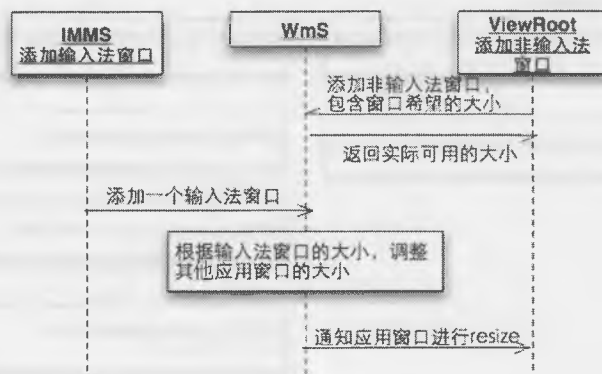 IMMS
添加输入法窗口
WmS
ViewRoot
添加非输入法
窗口
添加非输入法窗口,
包含窗口希望的大小
返回实际可用的大小
添加一个输入法窗口
根据输入法窗口的大小, 调整
其他应用窗口的大小
通知应用窗口进行resize